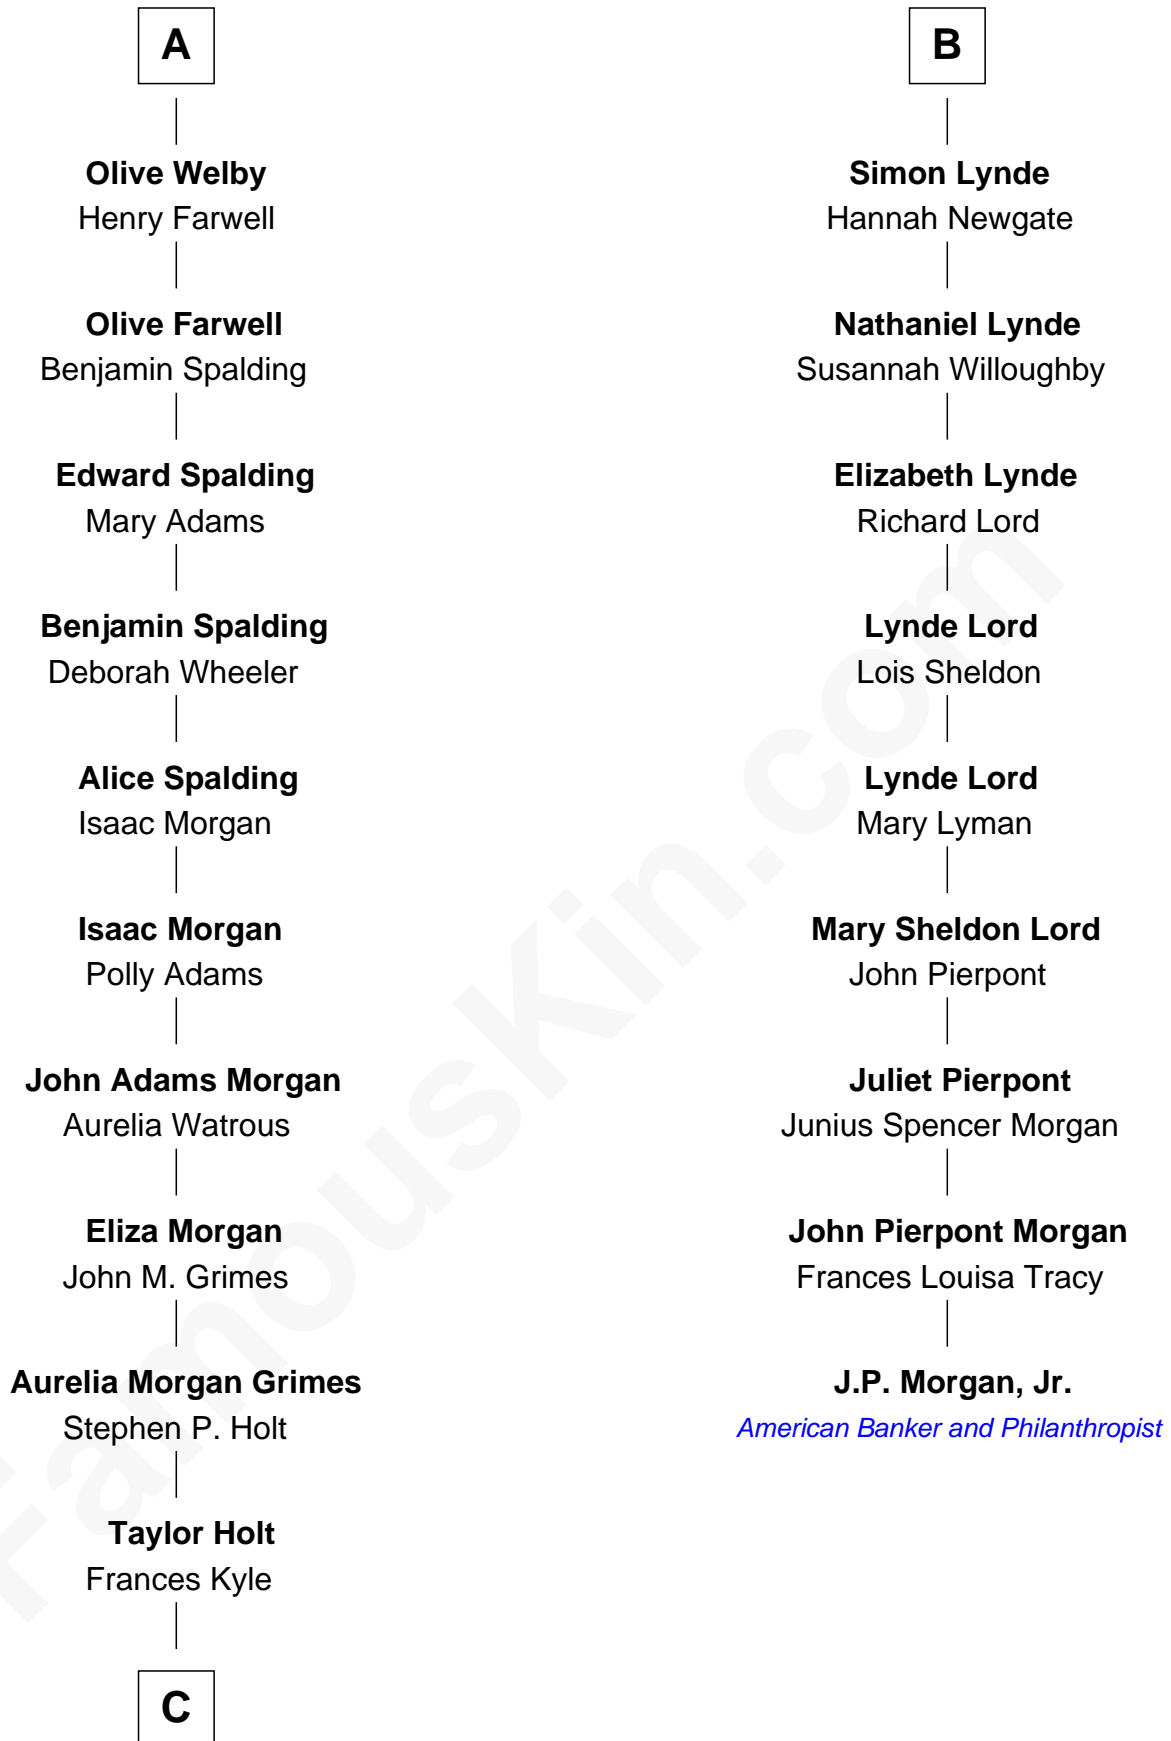 A
Olive Welby
Henry Farwell
Olive Farwell
Benjamin Spalding
Edward Spalding
Mary Adams
Benjamin Spalding
Deborah Wheeler
Alice Spalding
Isaac Morgan
Isaac Morgan
Polly Adams
John Adams Morgan
Aurelia Watrous
Eliza Morgan
John M. Grimes
Aurelia Morgan Grimes
Stephen P. Holt
Taylor Holt
Frances Kyle
C
B
Simon Lynde
Hannah Newgate
Nathaniel Lynde
Susannah Willoughby
Elizabeth Lynde
Richard Lord
Lynde Lord
Lois Sheldon
Lynde Lord
Mary Lyman
Mary Sheldon Lord
John Pierpont
Juliet Pierpont
Junius Spencer Morgan
John Pierpont Morgan
Frances Louisa Tracy
J.P. Morgan, Jr.
American Banker and Philanthropist
FamousKin.com